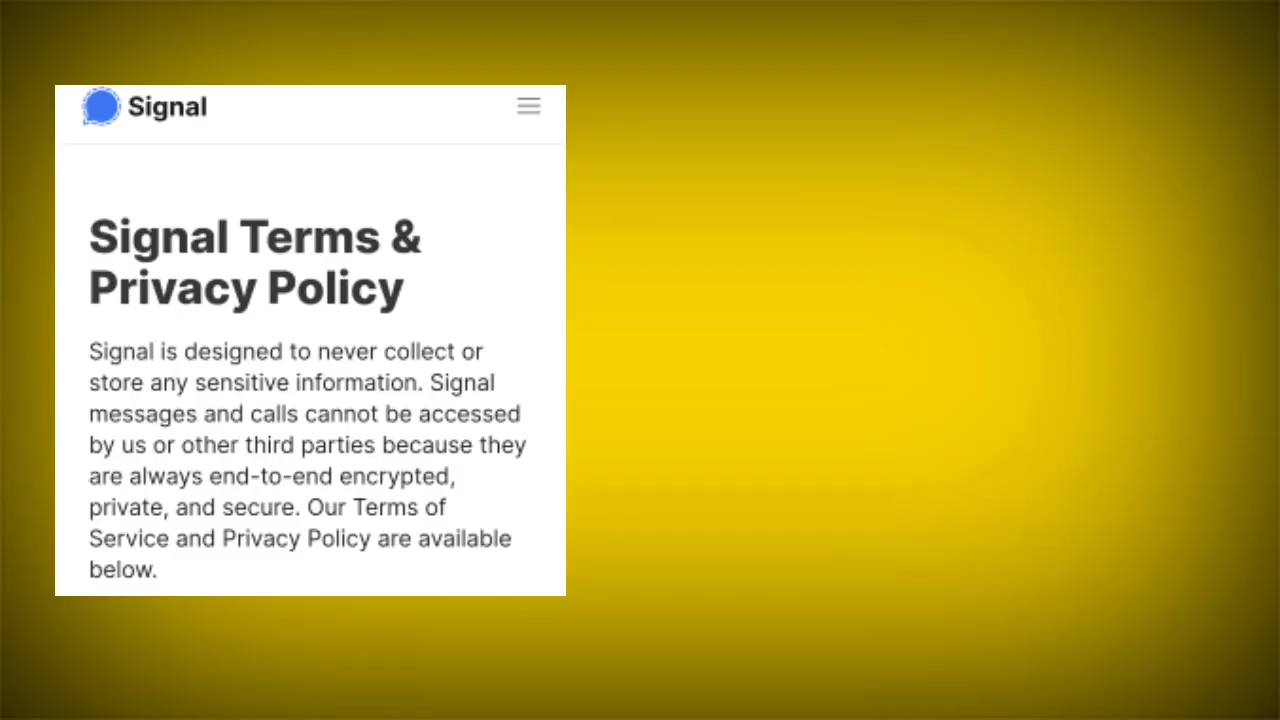 Signal
Signal Terms &
Privacy Policy
Signal is designed to never collect or
store any sensitive information. Signal
messages and calls cannot be accessed
by us or other third parties because they
are always end-to-end encrypted,
private, and secure. Our Terms of
Service and Privacy Policy are available
below.